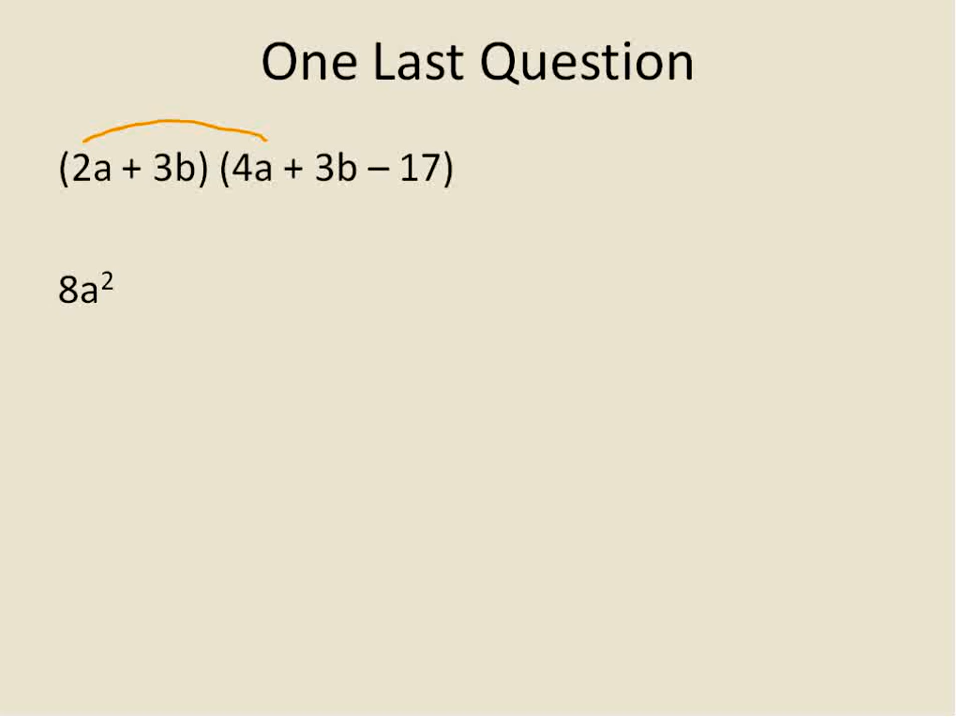 One Last Question
(2a + 3b) (4a + 3b – 17)
8a²